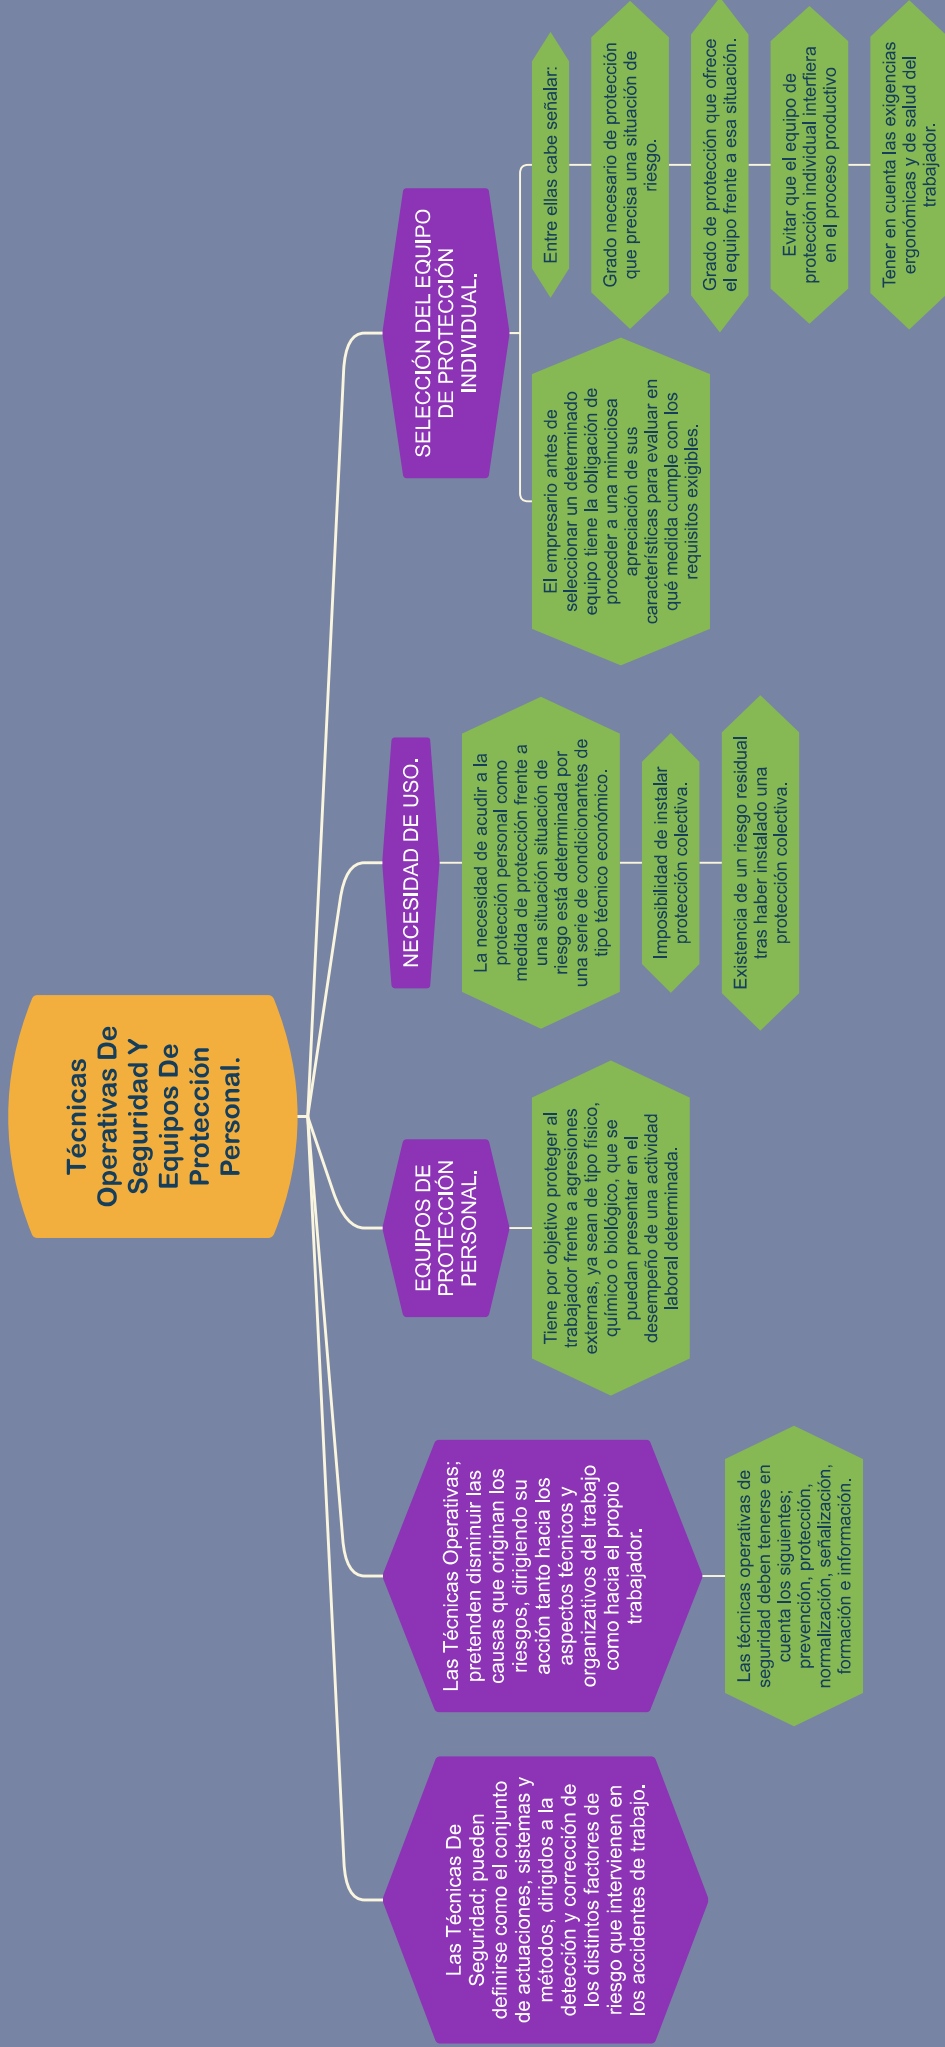 Técnicas
Operativas De
Seguridad Y
Equipos De
Protección
Personal.
Las Técnicas De
Seguridad; pueden
definirse como el conjunto
de actuaciones, sistemas y
métodos, dirigidos a la
detección y corrección de
los distintos factores de
riesgo que intervienen en
los accidentes de trabajo.
Las Técnicas Operativas;
pretenden disminuir las
causas que originan los
riesgos, dirigiendo su
acción tanto hacia los
aspectos técnicos y
organizativos del trabajo
como hacia el propio
trabajador.
Las técnicas operativas de
seguridad deben tenerse en
cuenta los siguientes;
prevención, protección,
normalización, señalización,
formación e información.
EQUIPOS DE
PROTECCIÓN
PERSONAL.
Tiene por objetivo proteger al
trabajador frente a agresiones
externas, ya sean de tipo físico,
químico o biológico, que se
puedan presentar en el
desempeño de una actividad
laboral determinada.
NECESIDAD DE USO.
La necesidad de acudir a la
protección personal como
medida de protección frente a
una situación situación de
riesgo está determinada por
una serie de condicionantes de
tipo técnico económico.
Imposibilidad de instalar
protección colectiva.
Existencia de un riesgo residual
tras haber instalado una
protección colectiva.
SELECCIÓN DEL EQUIPO
DE PROTECCIÓN
INDIVIDUAL.
El empresario antes de
seleccionar un determinado
equipo tiene la obligación de
proceder a una minuciosa
apreciación de sus
características para evaluar en
qué medida cumple con los
requisitos exigibles.
Entre ellas cabe señalar:
Grado necesario de protección
que precisa una situación de
riesgo.
Grado de protección que ofrece
el equipo frente a esa situación.
Evitar que el equipo de
protección individual interfiera
en el proceso productivo
Tener en cuenta las exigencias
ergonómicas y de salud del
trabajador.